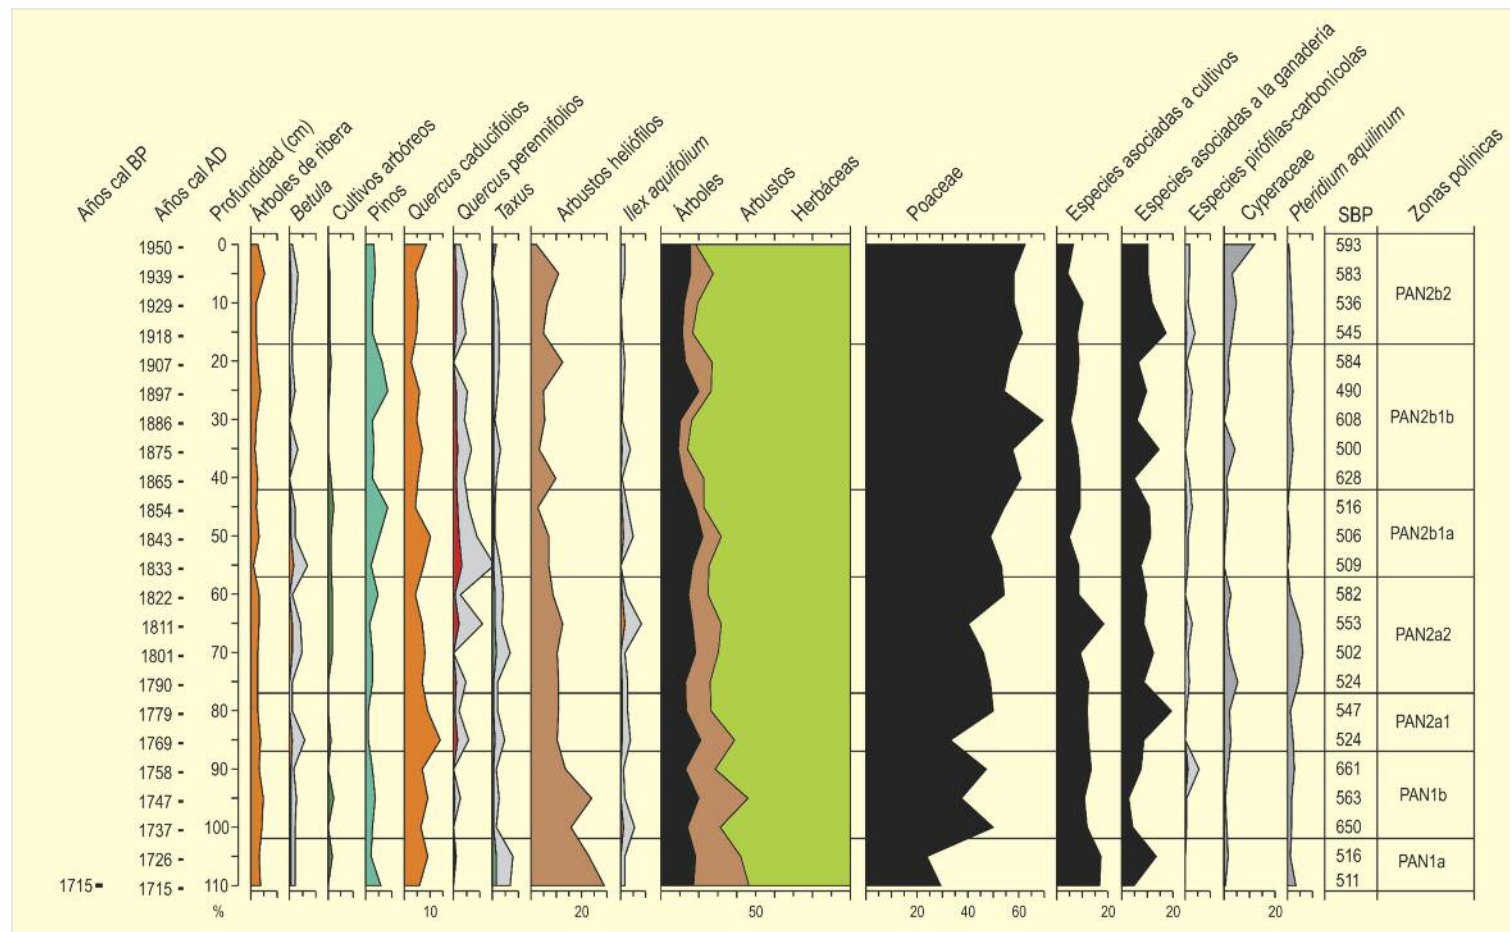 Años cal BP
Años cal AD
Profundidad (cm)
Árboles de ribera
Betula
Cultivos arbóreos
Pinos
Quercus caducifolios
Quercus perennifolios
Taxus
Arbustos heliófilos
Ilex aquifolium
Árboles
Arbustos
Herbáceas
Poaceae
Especies asociadas a cultivos
Especies asociadas a la ganadería
Especies pirófilas-carbonícolas
Cyperaceae
Pteridium aquilinum
SBP
Zonas polínicas
1950 0 593
1939 583
1929 10 536 PAN2b2
1918 545
1907 20 584
1897 490
1886 30 608 PAN2b1b
1875 500
1865 40 628
1854 516
1843 50 506 PAN2b1a
1833 509
1822 60 582
1811 553
1801 70 502 PAN2a2
1790 524
1779 80 547 PAN2a1
1769 524
1758 90 661
1747 563 PAN1b
1737 100 650
1726 516 PAN1a
1715 1715 110 511
% 10 20 50 20 40 60 20 20 20